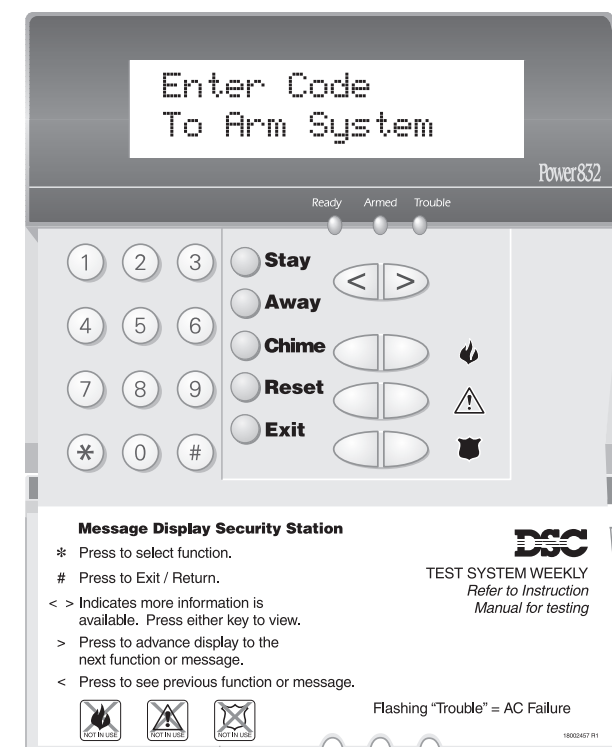 Enter Code
To Arm System
Power832
Ready Armed Trouble
1 2 3
Stay
< >
Away
4 5 6
Chime
7 8 9
Reset
Exit
* 0 #
Message Display Security Station
* Press to select function.
# Press to Exit / Return.
< > Indicates more information is
available. Press either key to view.
> Press to advance display to the
next function or message.
< Press to see previous function or message.
DSC
TEST SYSTEM WEEKLY
Refer to Instruction
Manual for testing
NOT IN USE
NOT IN USE
NOT IN USE
Flashing “Trouble” = AC Failure
18002457 R1